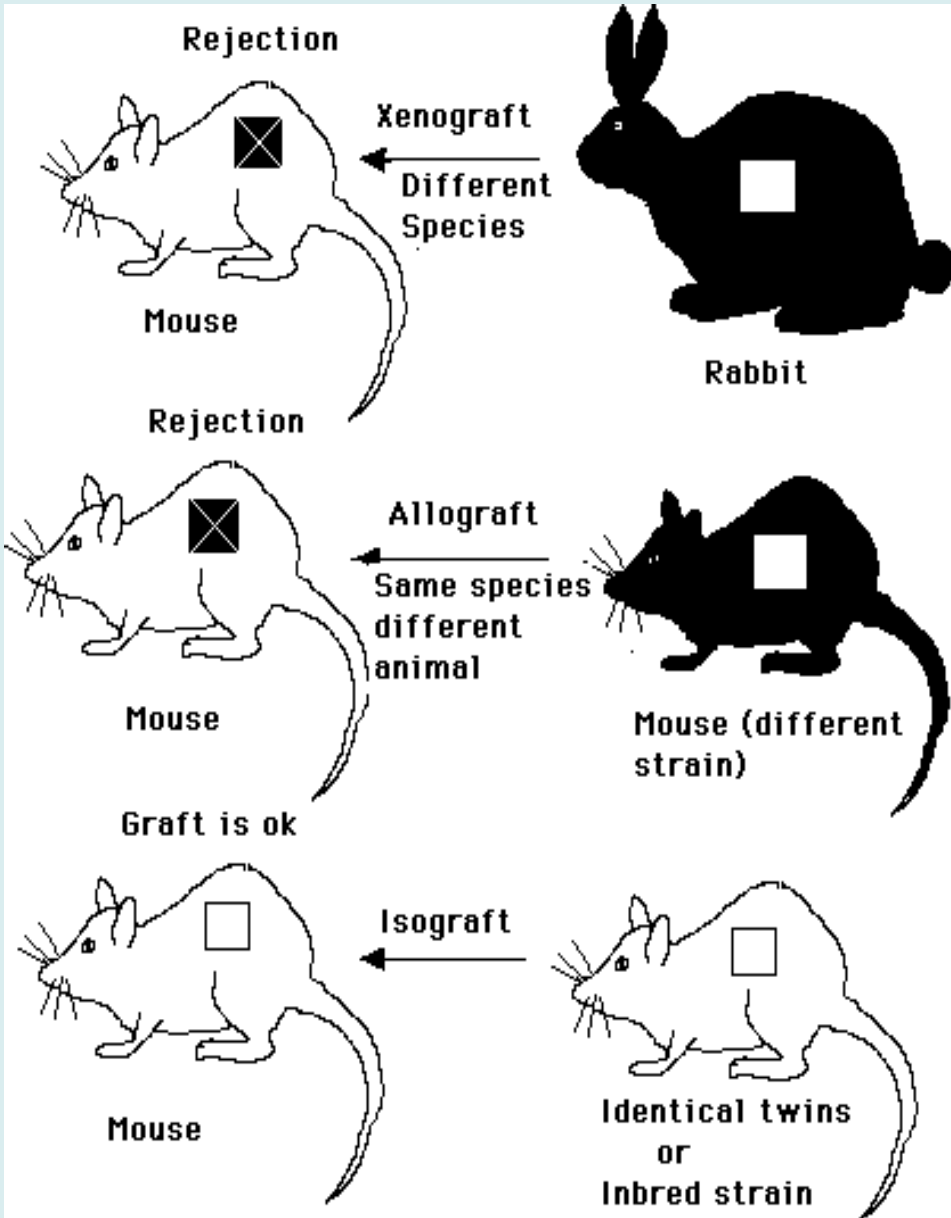 Rejection
Xenograft
Different
Species
Mouse
Rabbit
Rejection
Allograft
Same species
different
animal
Mouse
Mouse (different
strain)
Graft is ok
Isograft
Mouse
Identical twins
or
Inbred strain